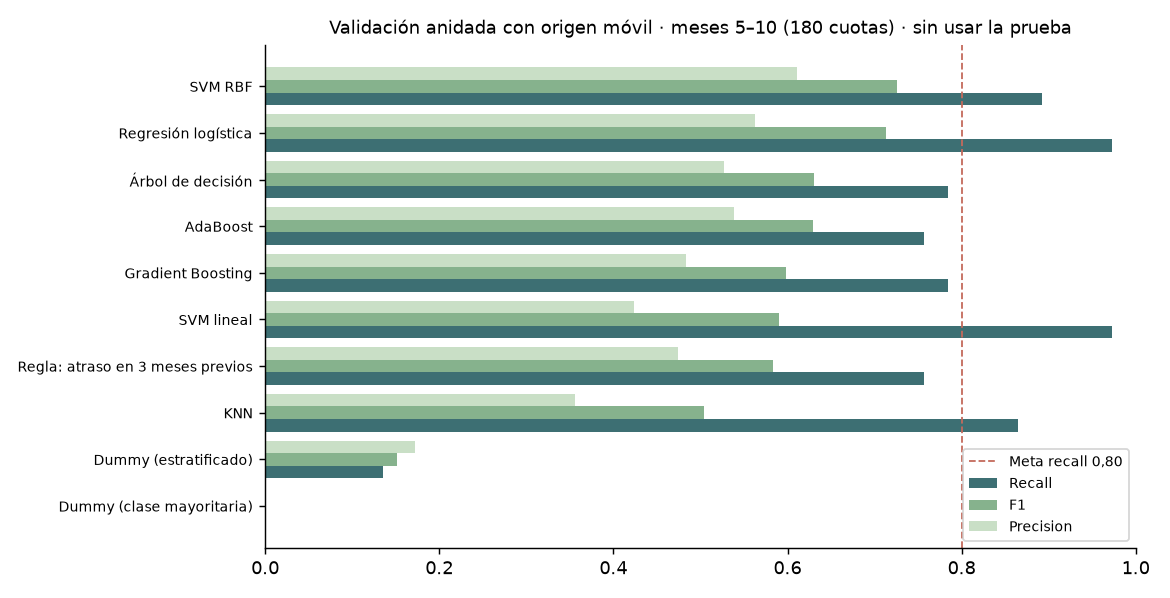 Validación anidada con origen móvil · meses 5–10 (180 cuotas) · sin usar la prueba
SVM RBF
Regresión logística
Árbol de decisión
AdaBoost
Gradient Boosting
SVM lineal
Regla: atraso en 3 meses previos
KNN
Dummy (estratificado)
Dummy (clase mayoritaria)
Meta recall 0,80
Recall
F1
Precision
0.0 0.2 0.4 0.6 0.8 1.0